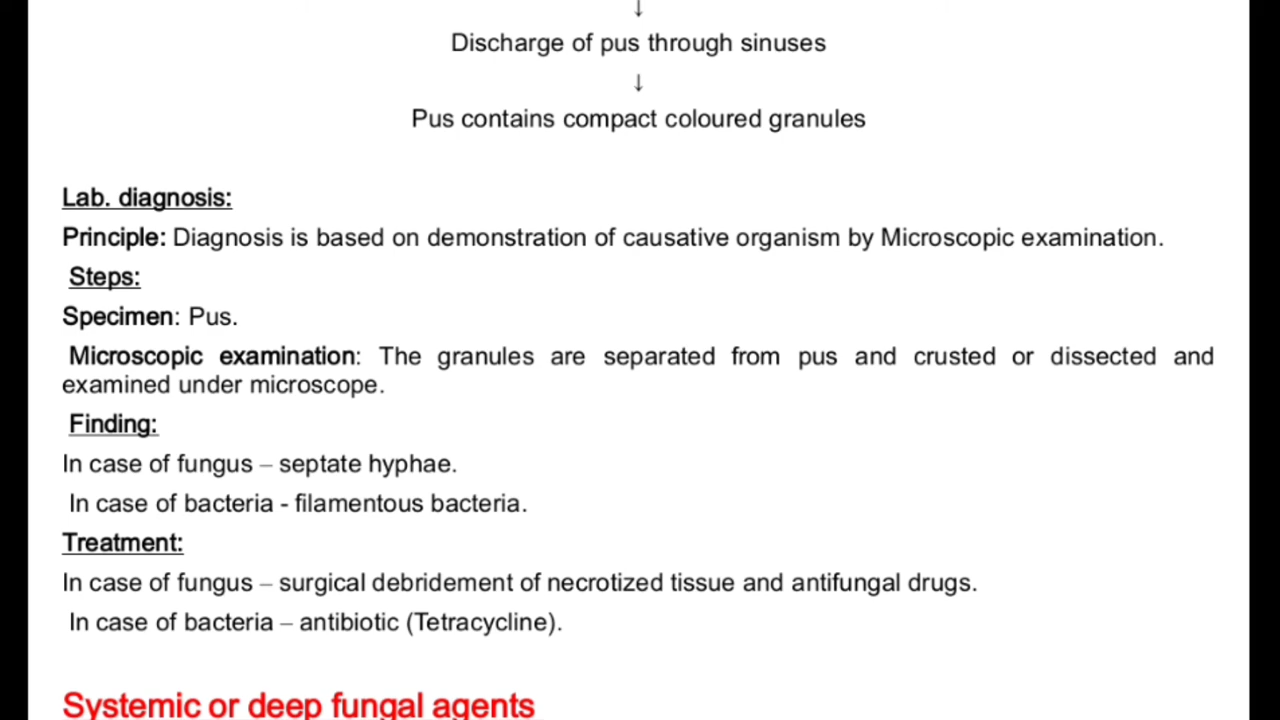 ↓
Discharge of pus through sinuses
↓
Pus contains compact coloured granules
Lab. diagnosis:
Principle: Diagnosis is based on demonstration of causative organism by Microscopic examination.
Steps:
Specimen: Pus.
Microscopic examination: The granules are separated from pus and crusted or dissected and
examined under microscope.
Finding:
In case of fungus – septate hyphae.
In case of bacteria - filamentous bacteria.
Treatment:
In case of fungus – surgical debridement of necrotized tissue and antifungal drugs.
In case of bacteria – antibiotic (Tetracycline).
Systemic or deep fungal agents